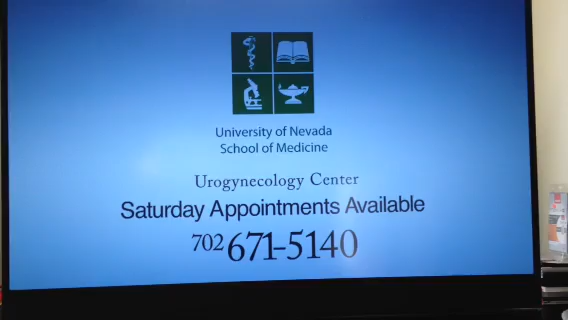 University of Nevada
School of Medicine
Urogynecology Center
Saturday Appointments Available
702 671-5140